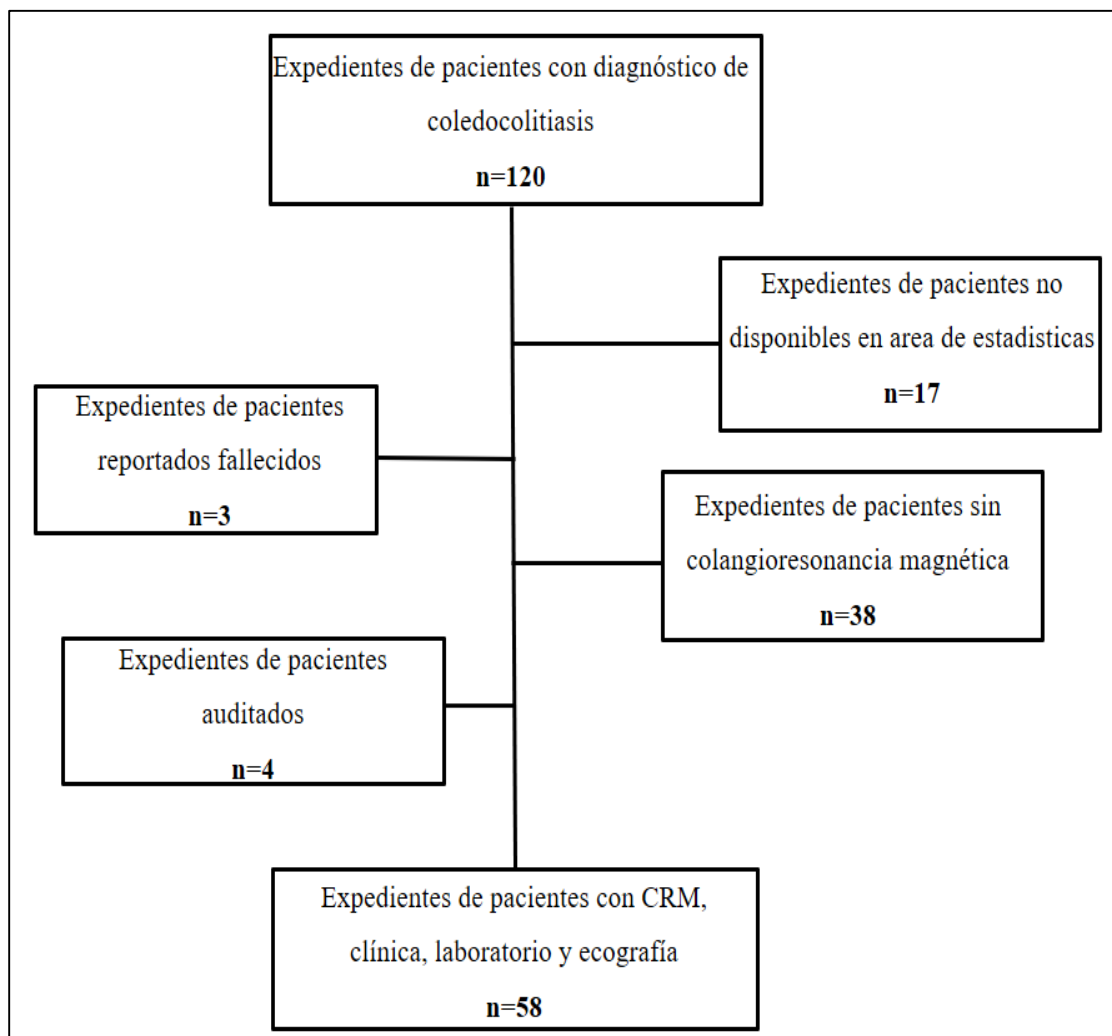 Expedientes de pacientes con diagnóstico de
coledocolitiasis
n=120
Expedientes de pacientes no
disponibles en area de estadisticas
n=17
Expedientes de pacientes
reportados fallecidos
n=3
Expedientes de pacientes sin
colangioresonancia magnética
n=38
Expedientes de pacientes
auditados
n=4
Expedientes de pacientes con CRM,
clínica, laboratorio y ecografía
n=58